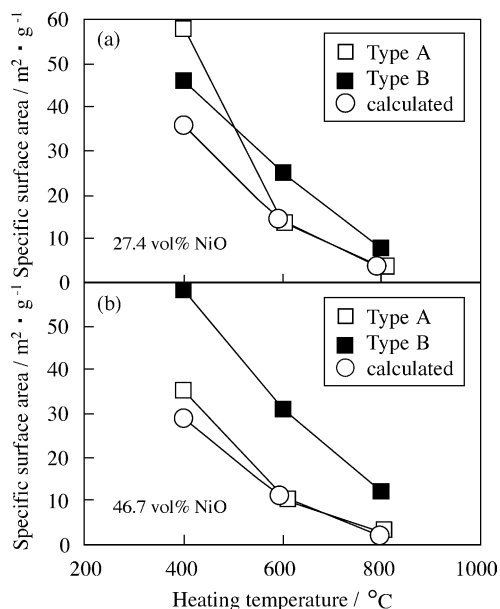 Specific surface area / m²・g⁻¹
60
50
40
30
20
10
0
(a)
Type A
Type B
calculated
27.4 vol% NiO
Specific surface area / m²・g⁻¹
50
40
30
20
10
0
(b)
Type A
Type B
calculated
46.7 vol% NiO
200 400 600 800 1000
Heating temperature / °C